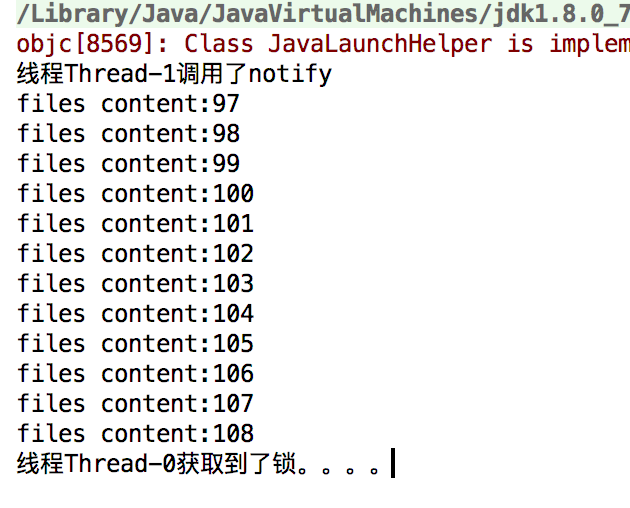 /Library/Java/JavaVirtualMachines/jdk1.8.0_7
objc[8569]: Class JavaLaunchHelper is implem
线程Thread-1调用了notify
files content:97
files content:98
files content:99
files content:100
files content:101
files content:102
files content:103
files content:104
files content:105
files content:106
files content:107
files content:108
线程Thread-0获取到了锁。。。。